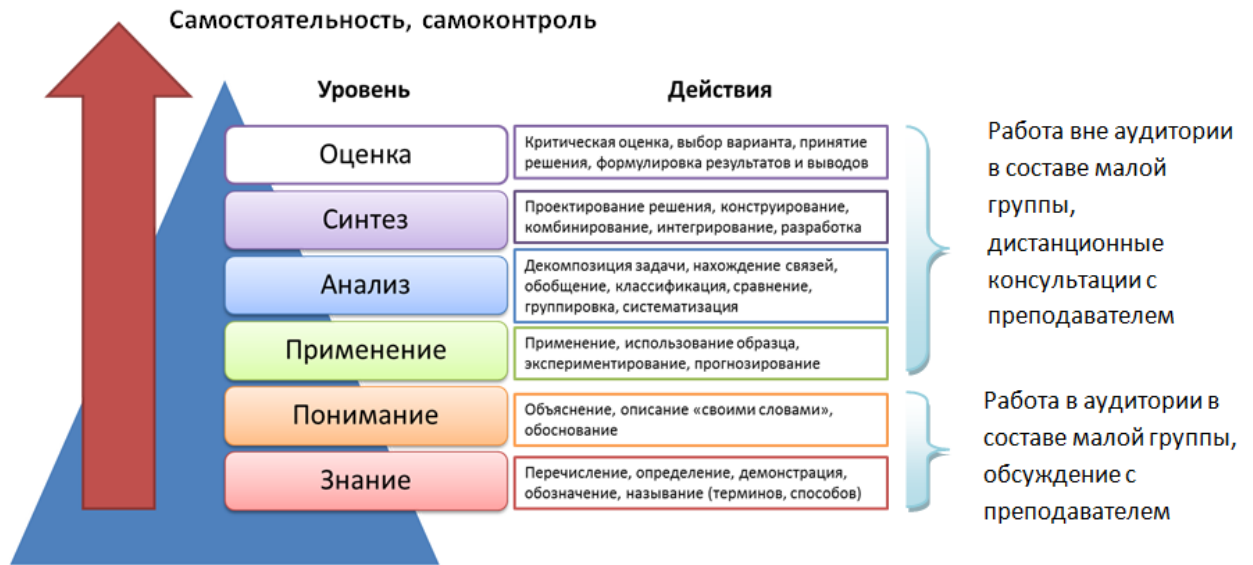 Самостоятельность, самоконтроль
Уровень
Действия
Оценка
Критическая оценка, выбор варианта, принятие
решения, формулировка результатов и выводов
Синтез
Проектирование решения, конструирование,
комбинирование, интегрирование, разработка
Анализ
Декомпозиция задачи, нахождение связей,
обобщение, классификация, сравнение,
группировка, систематизация
Применение
Применение, использование образца,
экспериментирование, прогнозирование
Работа вне аудитории
в составе малой
группы,
дистанционные
консультации с
преподавателем
Понимание
Объяснение, описание «своими словами»,
обоснование
Знание
Перечисление, определение, демонстрация,
обозначение, называние (терминов, способов)
Работа в аудитории в
составе малой группы,
обсуждение с
преподавателем